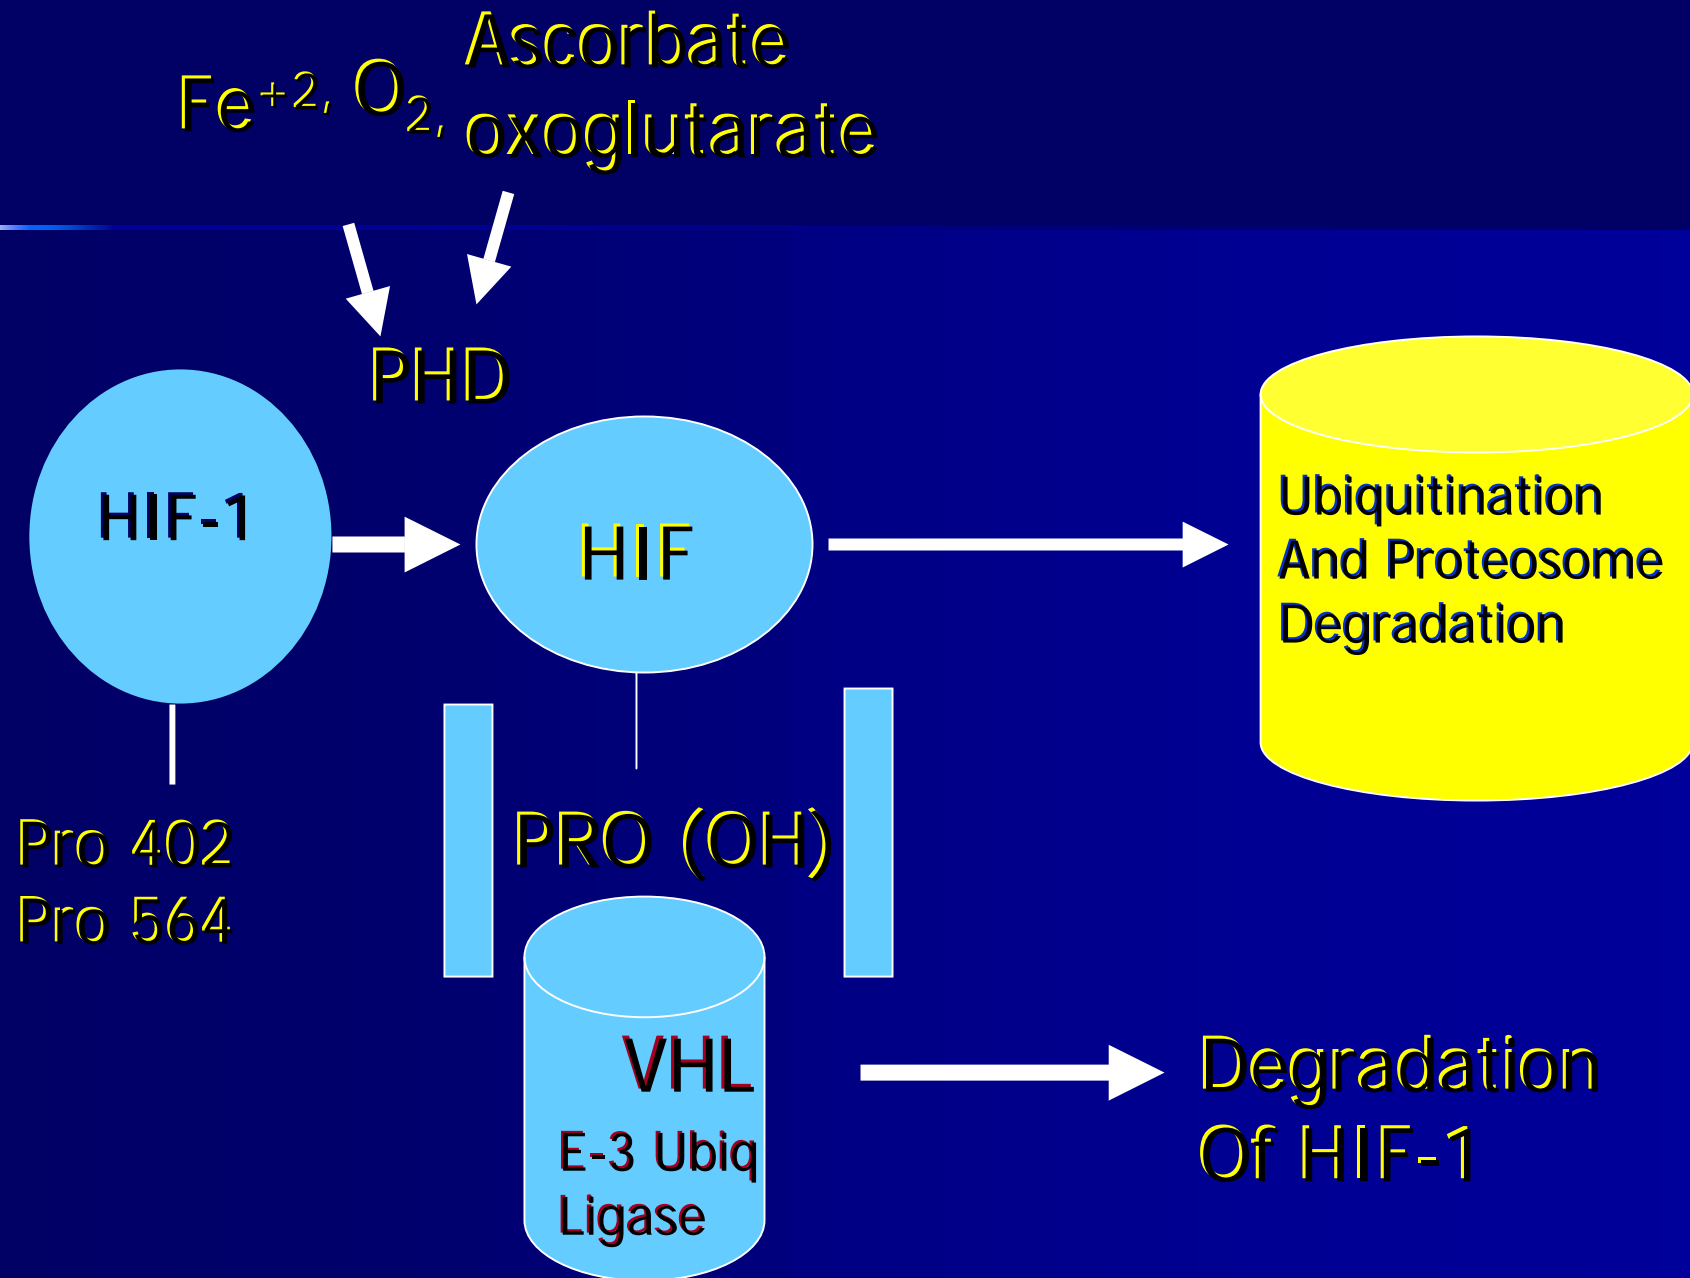 Fe+2, O2, Ascorbate
oxoglutarate
PHD
HIF-1
HIF
Ubiquitination
And Proteosome
Degradation
Pro 402
Pro 564
PRO (OH)
VHL
E-3 Ubiq
Ligase
Degradation
Of HIF-1